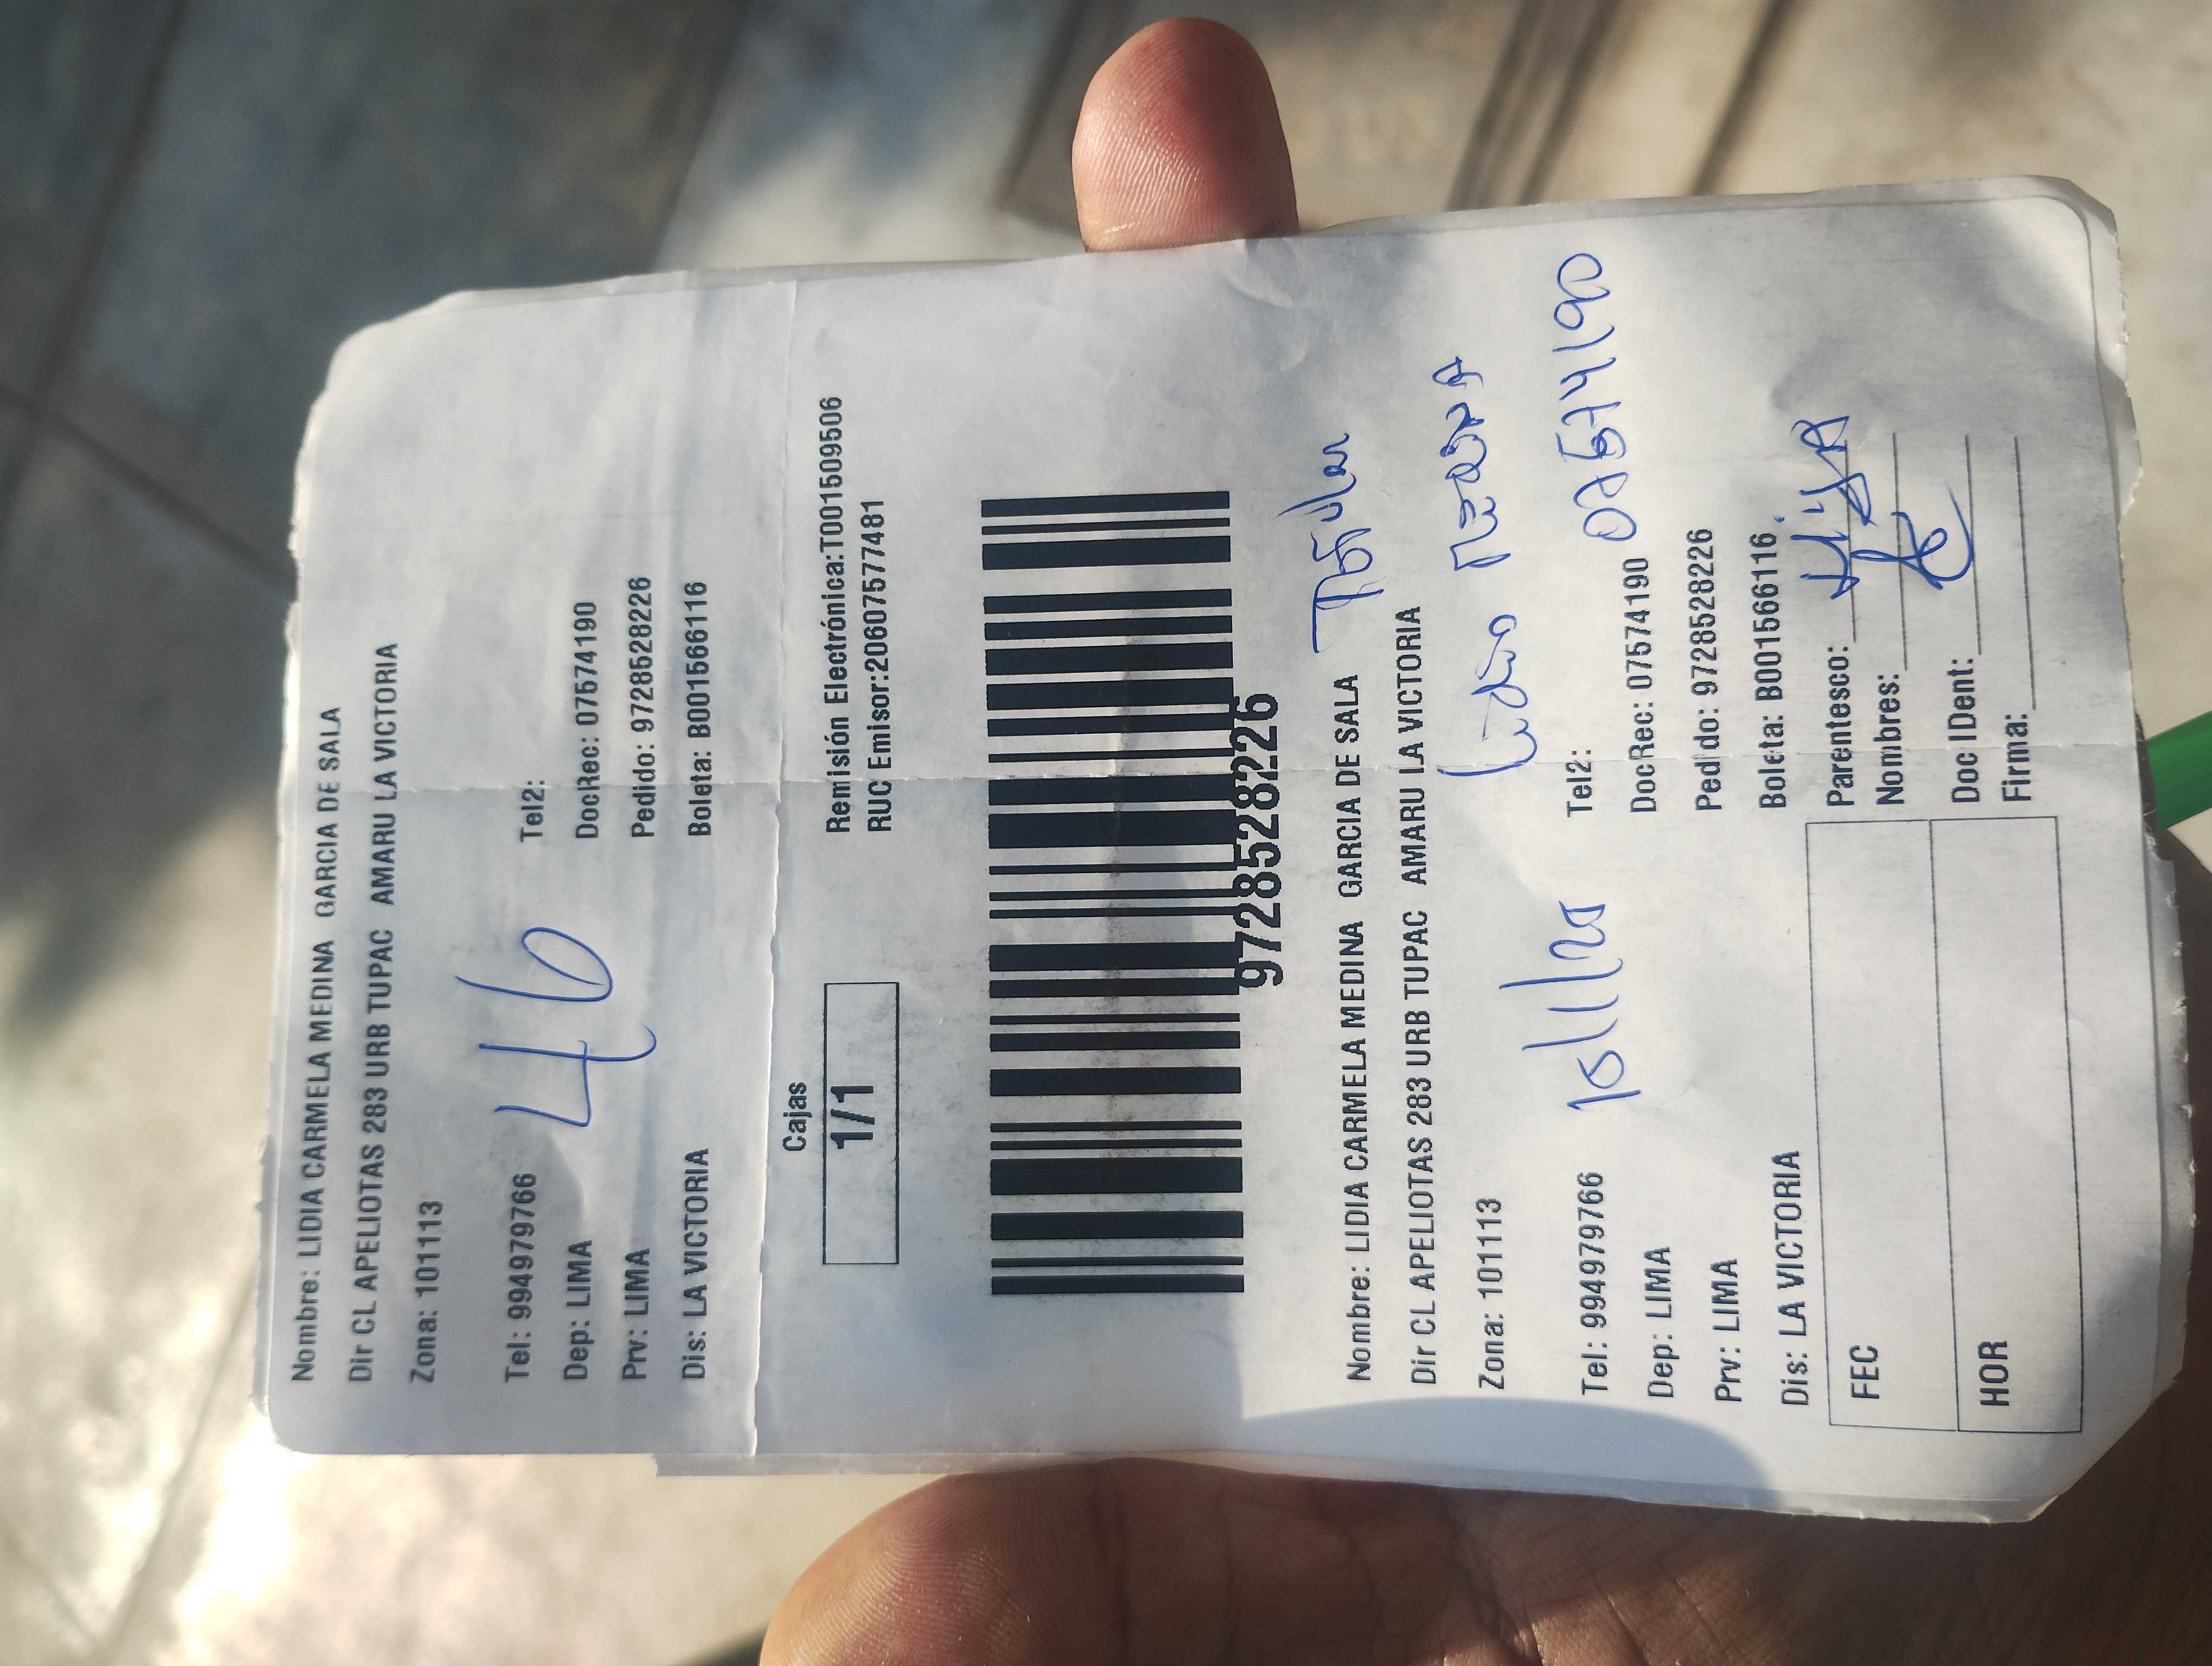 Nombre: LIDIA CARMELA MEDINA GARCIA DE SALA
Dir CL APELIOTAS 283 URB TUPAC AMARU LA VICTORIA
Zona: 101113
Tel: 994979766 Tel2:
Dep: LIMA DocRec: 07574190
Prv: LIMA Pedido: 9728528226
Dis: LA VICTORIA Boleta: B001566116
Cajas
1/1
Remisión Electrónica:T001509506
RUC Emisor:20607577481
9728528226
Titular
Nombre: LIDIA CARMELA MEDINA GARCIA DE SALA
Dir CL APELIOTAS 283 URB TUPAC AMARU LA VICTORIA
Zona: 101113
Lidia Medina
Tel: 994979766 Tel2:
07574190
Dep: LIMA DocRec: 07574190
Prv: LIMA Pedido: 9728528226
Dis: LA VICTORIA Boleta: B001566116
FEC Parentesco:
Nombres:
HOR Doc IDent:
Firma: